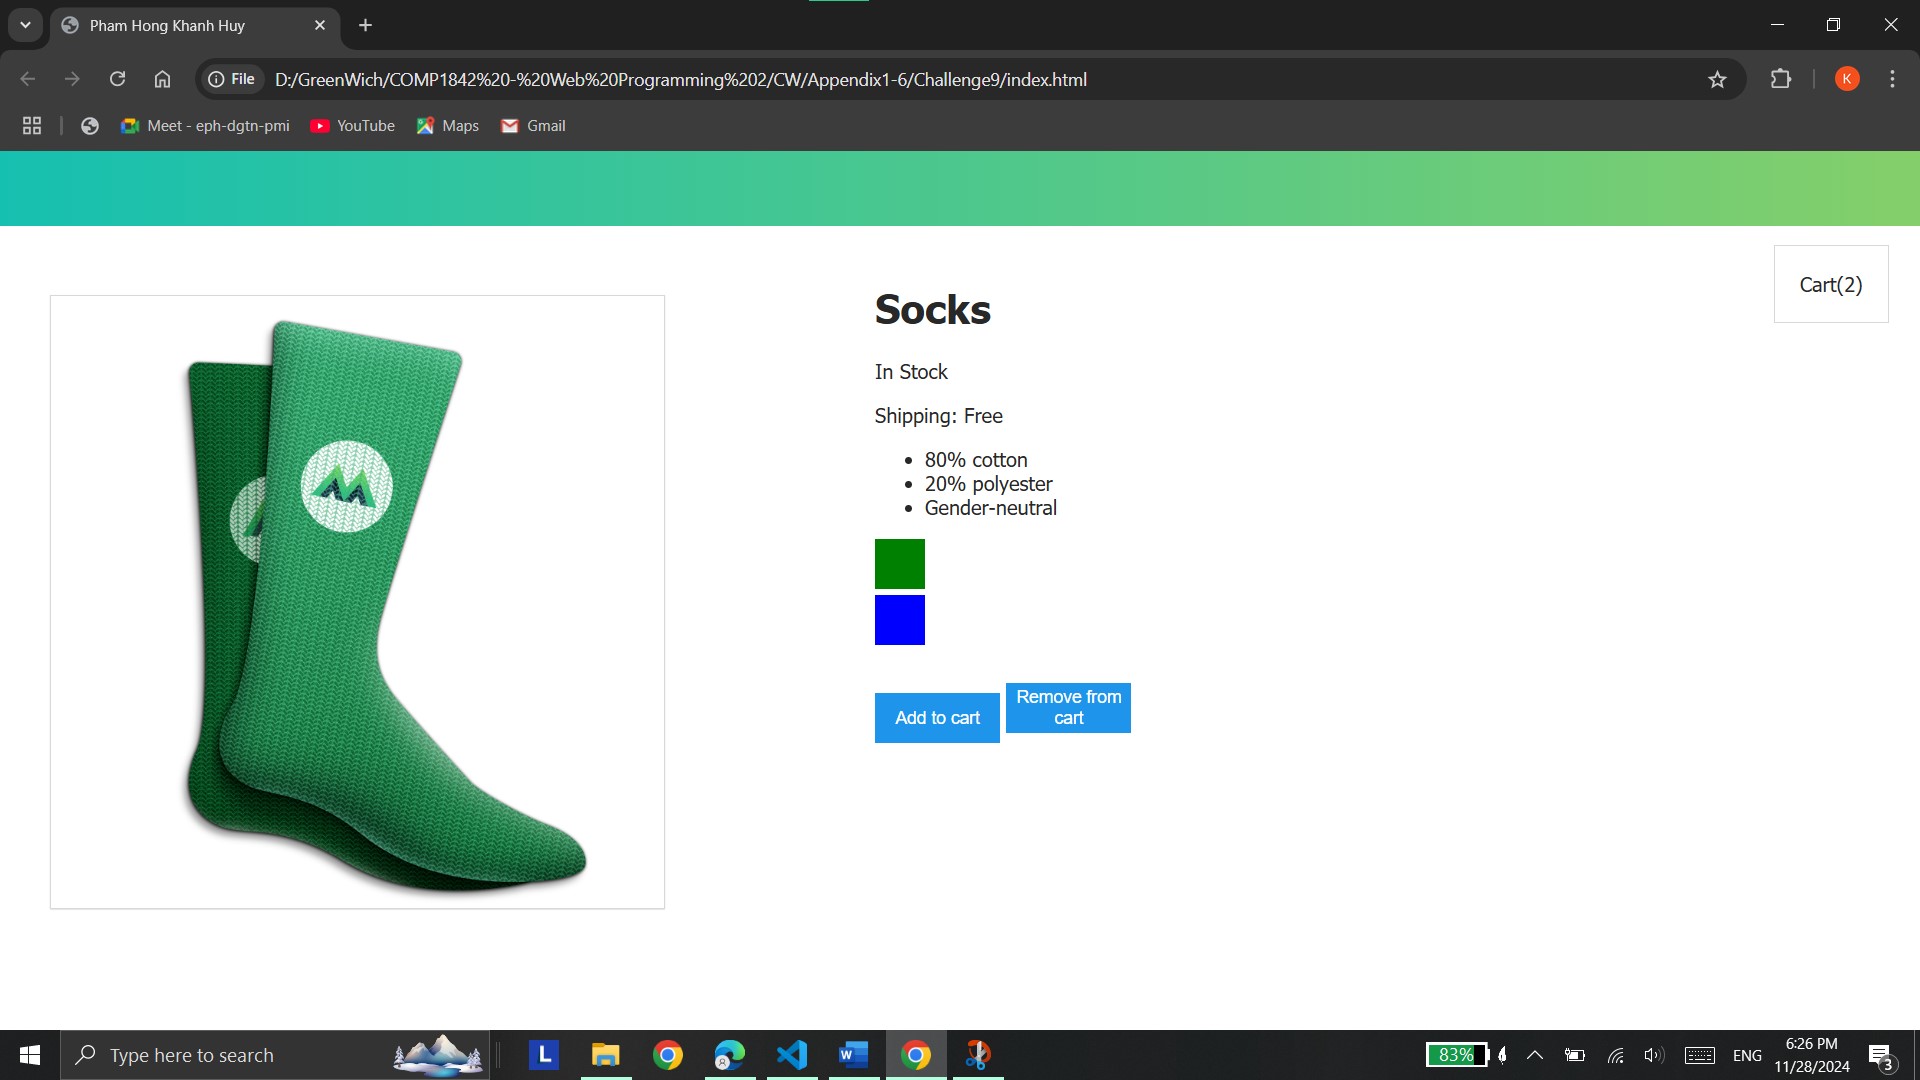 Pham Hong Khanh Huy
File
D:/GreenWich/COMP1842%20-%20Web%20Programming%202/CW/Appendix1-6/Challenge9/index.html
K
Meet - eph-dgtn-pmi
YouTube
Maps
Gmail
Cart(2)
Socks
In Stock
Shipping: Free
80% cotton
20% polyester
Gender-neutral
Add to cart
Remove from
cart
Type here to search
L
W
83%
ENG
6:26 PM
11/28/2024
3